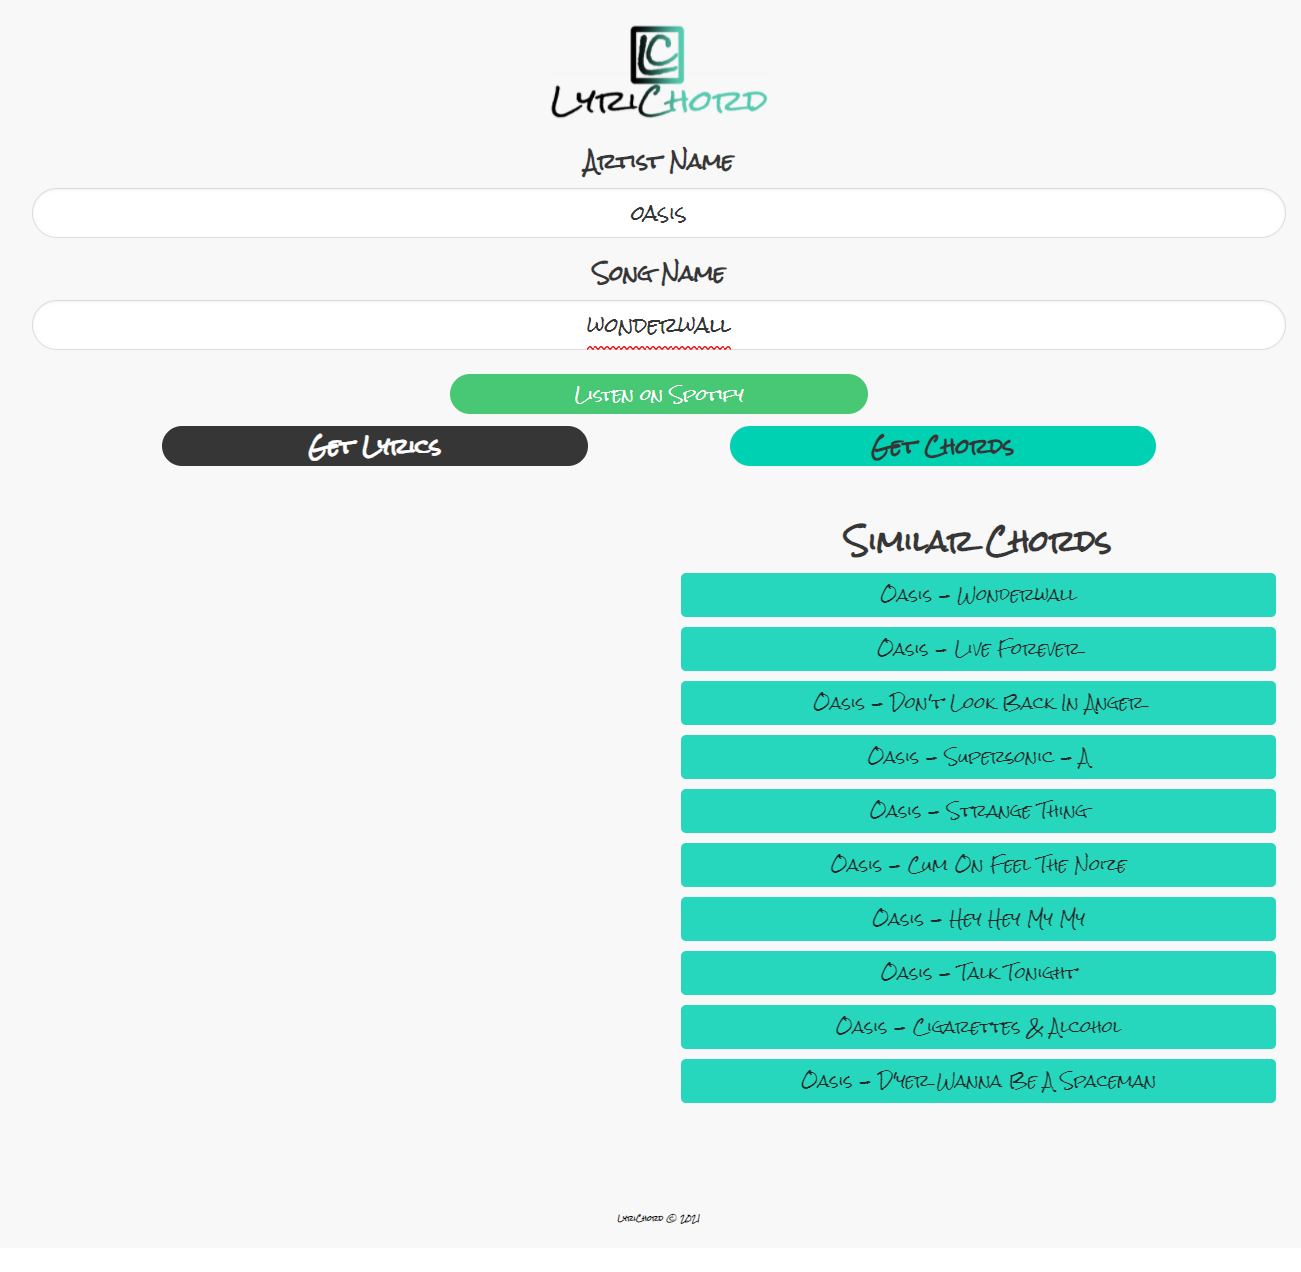 LC
LyriChord
Artist Name
oasis
Song Name
wonderwall
Listen on Spotify
Get Lyrics
Get Chords
Similar Chords
Oasis - Wonderwall
Oasis - Live Forever
Oasis - Don't Look Back In Anger
Oasis - Supersonic - A
Oasis - Strange Thing
Oasis - Cum On Feel The Noize
Oasis - Hey Hey My My
Oasis - Talk Tonight
Oasis - Cigarettes & Alcohol
Oasis - D'yer Wanna Be A Spaceman
LyriChord © 2021